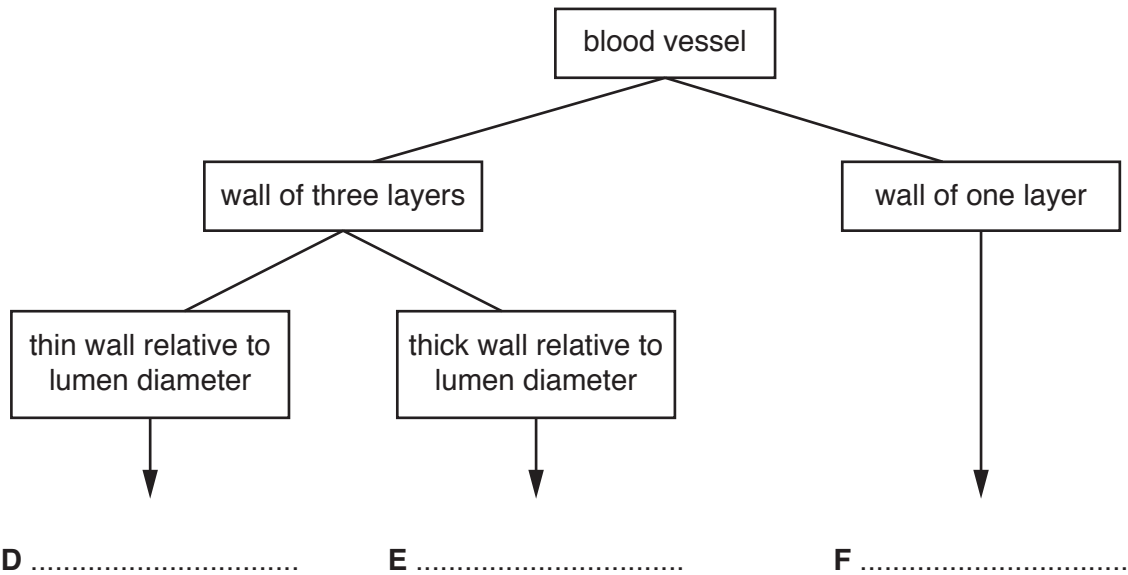 blood vessel
wall of three layers
wall of one layer
thin wall relative to
lumen diameter
thick wall relative to
lumen diameter
D ................................
E ................................
F ................................